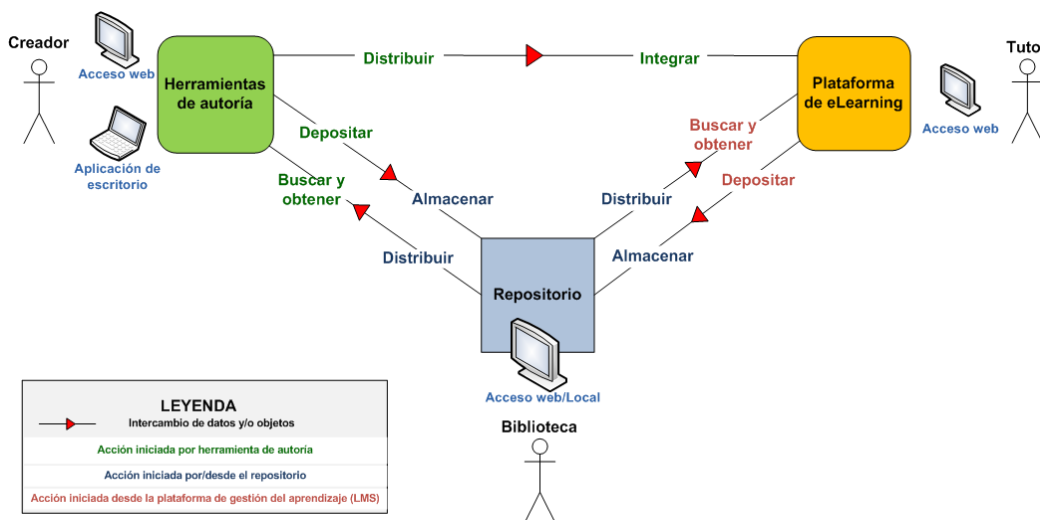 Creador
Acceso web
Aplicación de
escritorio
Herramientas
de autoría
Distribuir
Integrar
Plataforma
de eLearning
Tuto
Acceso web
Depositar
Almacenar
Buscar y
obtener
Distribuir
Buscar y
obtener
Distribuir
Depositar
Almacenar
Repositorio
Acceso web/Local
Biblioteca
LEYENDA
Intercambio de datos y/o objetos
Acción iniciada por herramienta de autoría
Acción iniciada por/desde el repositorio
Acción iniciada desde la plataforma de gestión del aprendizaje (LMS)